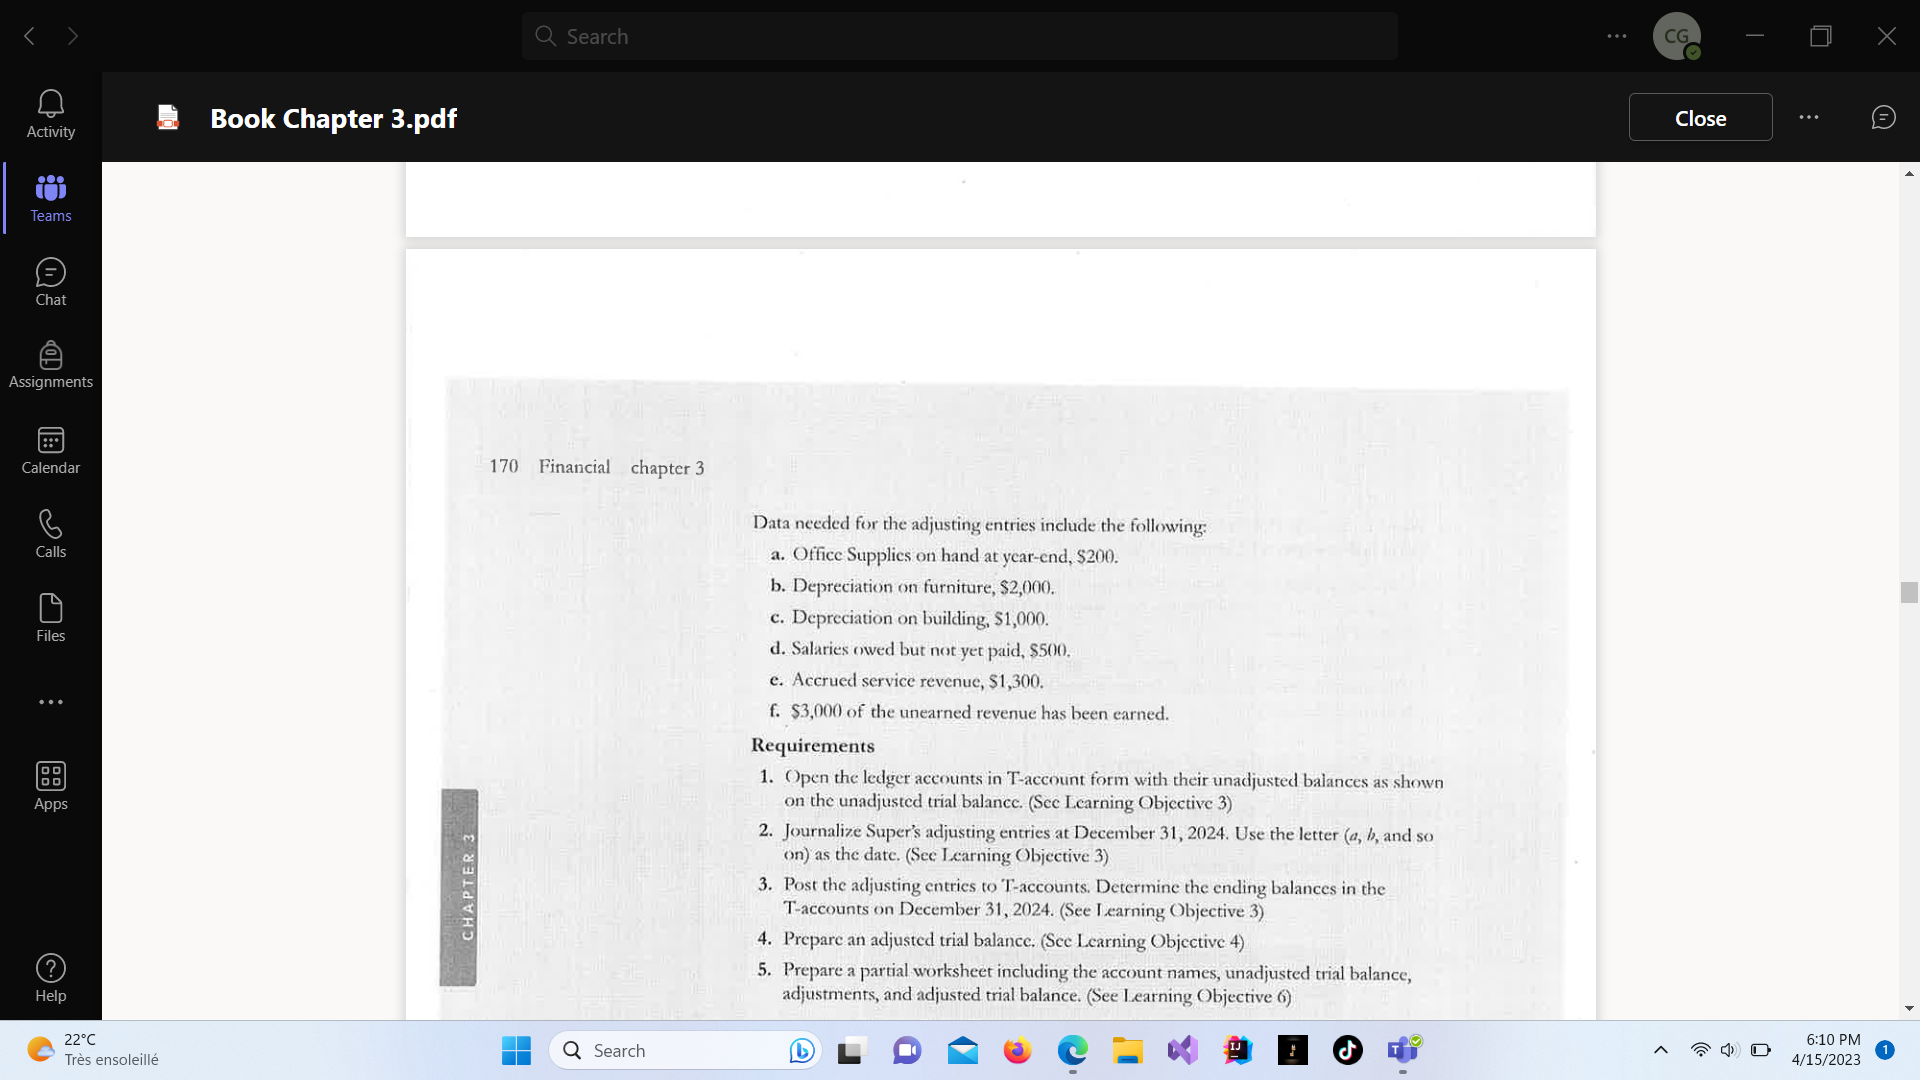 Search
CG
Activity
Book Chapter 3.pdf
Close
Teams
Chat
Assignments
Calendar
Calls
Files
Apps
Help
170 Financial chapter 3
Data needed for the adjusting entries include the following:
a. Office Supplies on hand at year-end, $200.
b. Depreciation on furniture, $2,000.
c. Depreciation on building, $1,000.
d. Salaries owed but not yet paid, $500.
e. Accrued service revenue, $1,300.
f. $3,000 of the unearned revenue has been earned.
Requirements
1. Open the ledger accounts in T-account form with their unadjusted balances as shown
on the unadjusted trial balance. (See Learning Objective 3)
2. Journalize Super's adjusting entries at December 31, 2024. Use the letter (a, b, and so
on) as the date. (See Learning Objective 3)
3. Post the adjusting entries to T-accounts. Determine the ending balances in the
T-accounts on December 31, 2024. (See Learning Objective 3)
4. Prepare an adjusted trial balance. (See Learning Objective 4)
5. Prepare a partial worksheet including the account names, unadjusted trial balance,
adjustments, and adjusted trial balance. (See Learning Objective 6)
CHAPTER 3
22°C
Très ensoleillé
Search
6:10 PM
4/15/2023
1